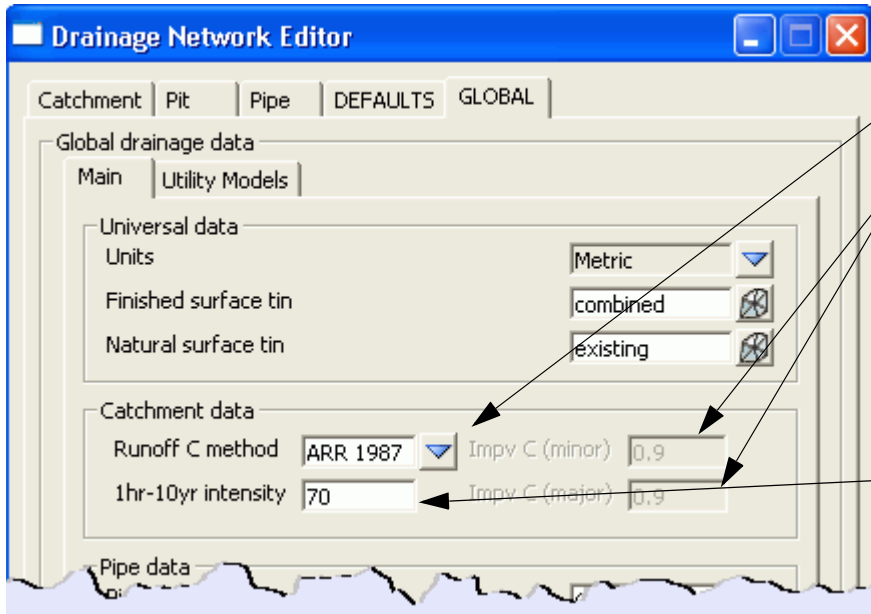 Drainage Network Editor
Catchment Pit Pipe DEFAULTS GLOBAL
Global drainage data
Main Utility Models
Universal data
Units Metric
Finished surface tin combined
Natural surface tin existing
Catchment data
Runoff C method ARR 1987 Impv C (minor) 0.9
1hr-10yr intensity 70 Impv C (major) 0.9
Pipe data